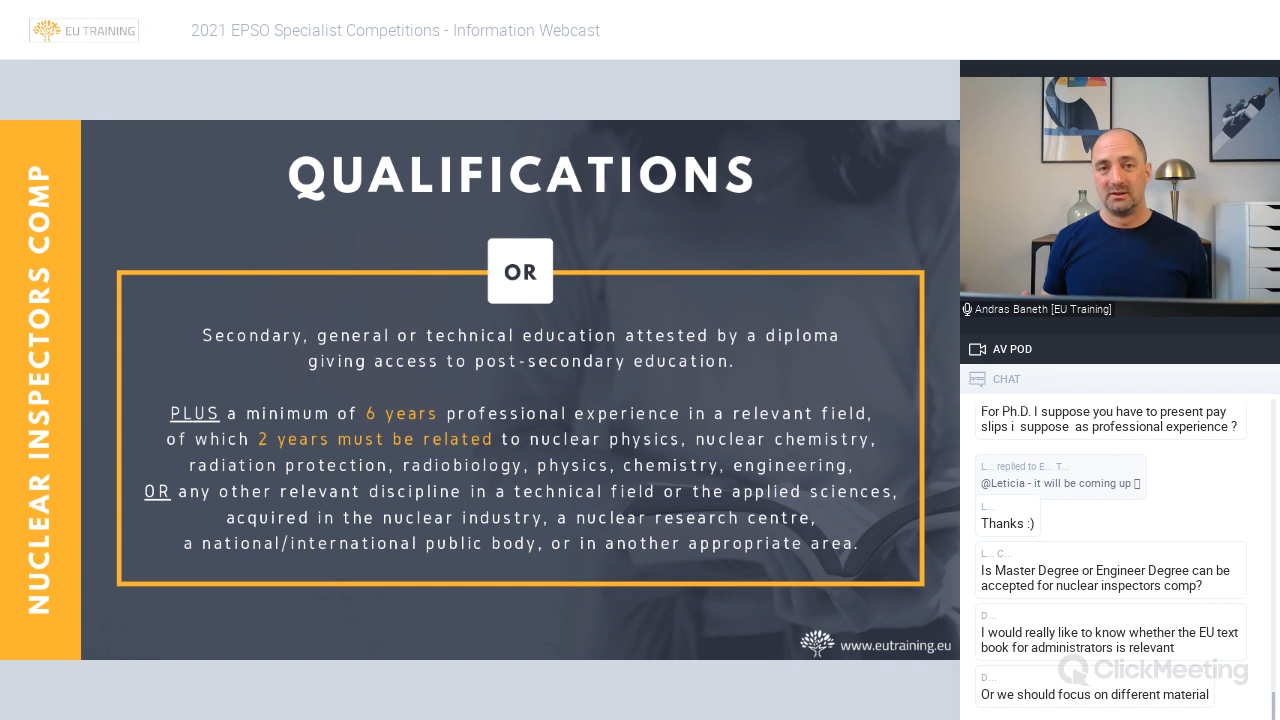 EU TRAINING
2021 EPSO Specialist Competitions - Information Webcast
NUCLEAR INSPECTORS COMP
QUALIFICATIONS
OR
Secondary, general or technical education attested by a diploma
giving access to post-secondary education.
PLUS a minimum of 6 years professional experience in a relevant field,
of which 2 years must be related to nuclear physics, nuclear chemistry,
radiation protection, radiobiology, physics, chemistry, engineering,
OR any other relevant discipline in a technical field or the applied sciences,
acquired in the nuclear industry, a nuclear research centre,
a national/international public body, or in another appropriate area.
www.eutraining.eu
Andras Baneth [EU Training]
AV POD
CHAT
For Ph.D. I suppose you have to present pay
slips i suppose as professional experience ?
L... replied to E... T...
@Leticia - it will be coming up
L...
Thanks :)
L... C...
Is Master Degree or Engineer Degree can be
accepted for nuclear inspectors comp?
D...
I would really like to know whether the EU text
book for administrators is relevant
D...
Or we should focus on different material
ClickMeeting